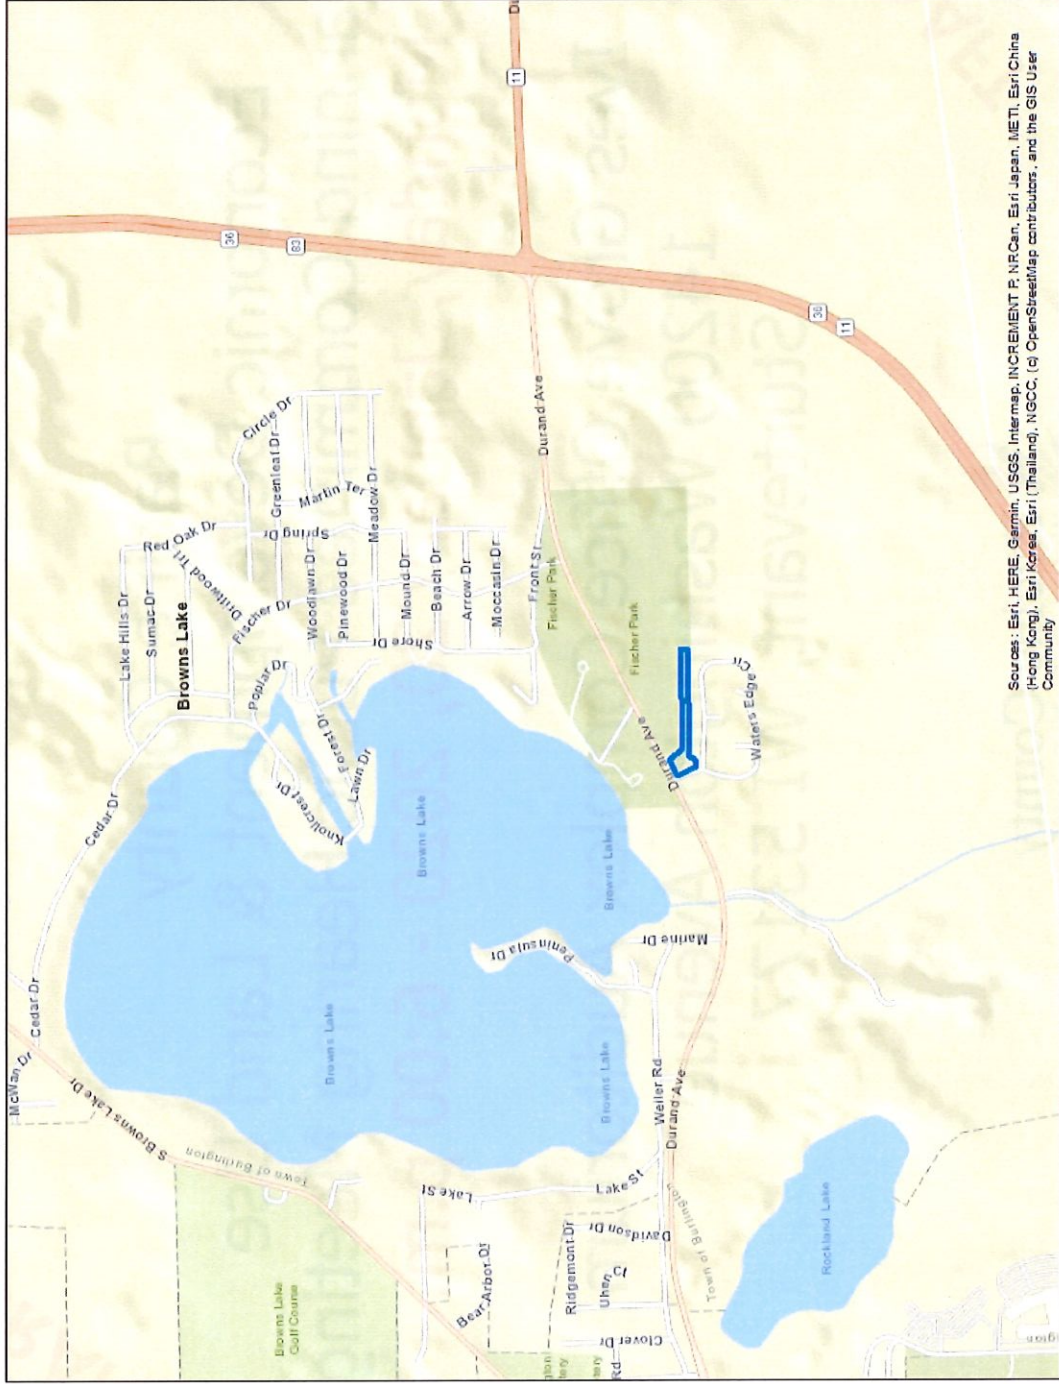 McWan Dr
Cedar Dr
Cedar Dr
S Browns Lake Dr
Town of Burlington
Browns Lake
Golf Course
Browns Lake
Browns Lake
Browns Lake
Browns Lake
Browns Lake
Lake Hills Dr
Sumac Dr
Red Oak Dr
Driftwood Trl
Fischer Dr
Poplar Dr
Forest Dr
Lawn Dr
Knollcrest Dr
Circle Dr
Greenleaf Dr
Martin Ter
Spring Dr
Woodlawn Dr
Pinewood Dr
Meadow Dr
Mound Dr
Shore Dr
Beach Dr
Arrow Dr
Moccasin Dr
Front St
Fischer Park
Fischer Park
Durand Ave
Durand Ave
Durand Ave
Waters Edge Cir
Peninsula Dr
Marine Dr
Weiler Rd
Lake St
Lake St
Bear Arbor Dr
Ridgemont Dr
Davidson Dr
Uhen Ct
Clover Dr
Rd
Town of Burlington
Rockland Lake
36
83
11
36
11
Sources: Esri, HERE, Garmin, USGS, Intermap, INCREMENT P, NRCan, Esri Japan, METI, Esri China
(Hong Kong), Esri Korea, Esri (Thailand), NGCC, (c) OpenStreetMap contributors, and the GIS User
Community